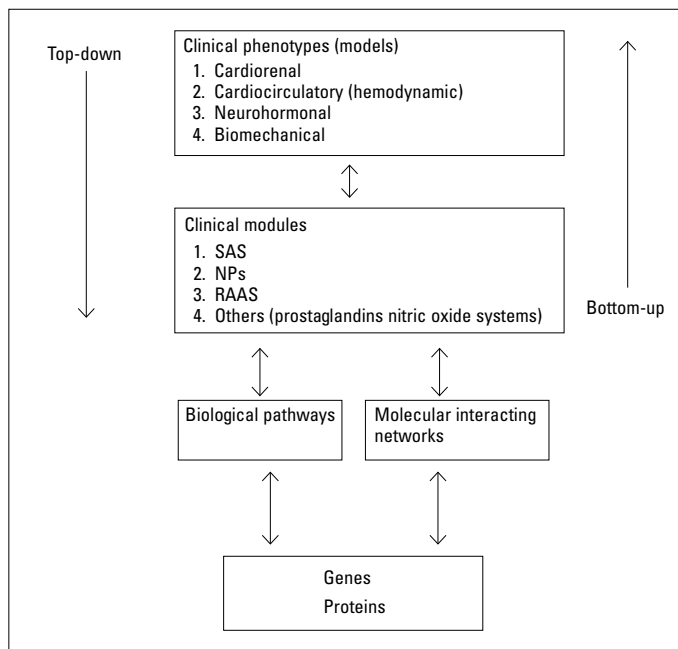 Top-down
Clinical phenotypes (models)
1. Cardiorenal
2. Cardiocirculatory (hemodynamic)
3. Neurohormonal
4. Biomechanical
Clinical modules
1. SAS
2. NPs
3. RAAS
4. Others (prostaglandins nitric oxide systems)
Bottom-up
Biological pathways
Molecular interacting
networks
Genes
Proteins